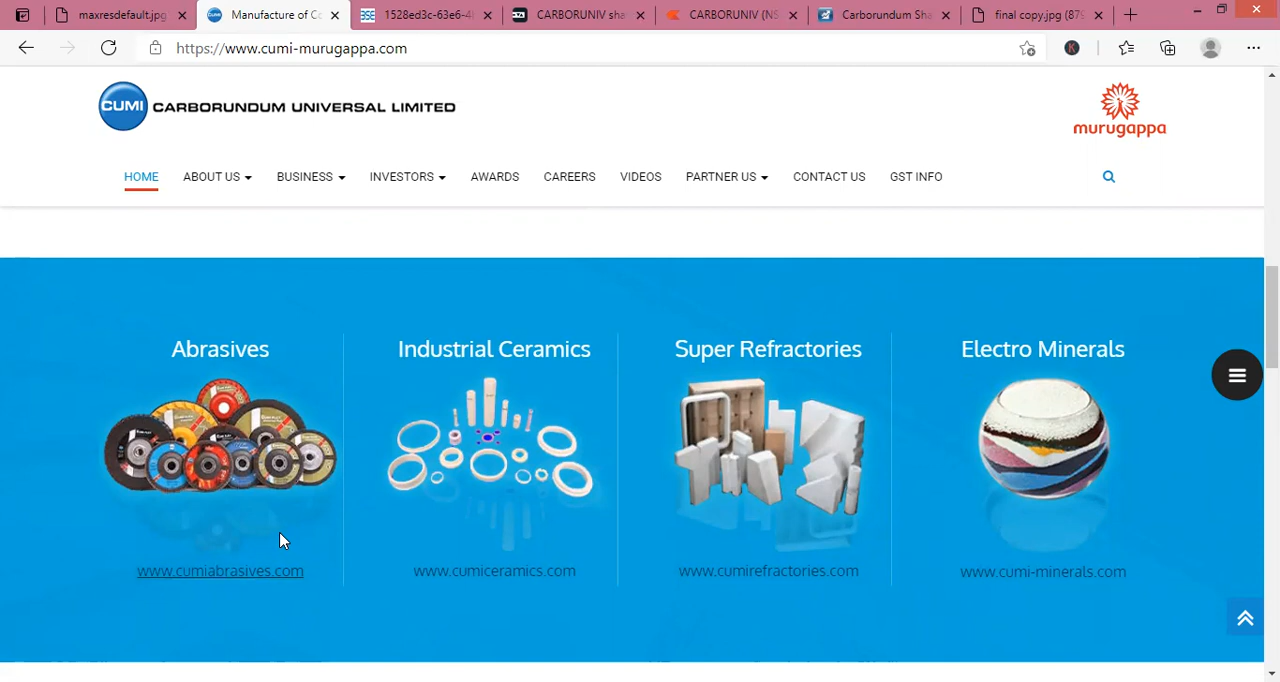 maxresdefault.jpg
Manufacture of Co
1528ed3c-63e6-4
CARBORUNIV sha
CARBORUNIV (NS
Carborundum Sha
final copy.jpg (879
https://www.cumi-murugappa.com
CUMI CARBORUNDUM UNIVERSAL LIMITED
murugappa
HOME ABOUT US BUSINESS INVESTORS AWARDS CAREERS VIDEOS PARTNER US CONTACT US GST INFO
Abrasives
Industrial Ceramics
Super Refractories
Electro Minerals
www.cumiabrasives.com
www.cumiceramics.com
www.cumirefractories.com
www.cumi-minerals.com